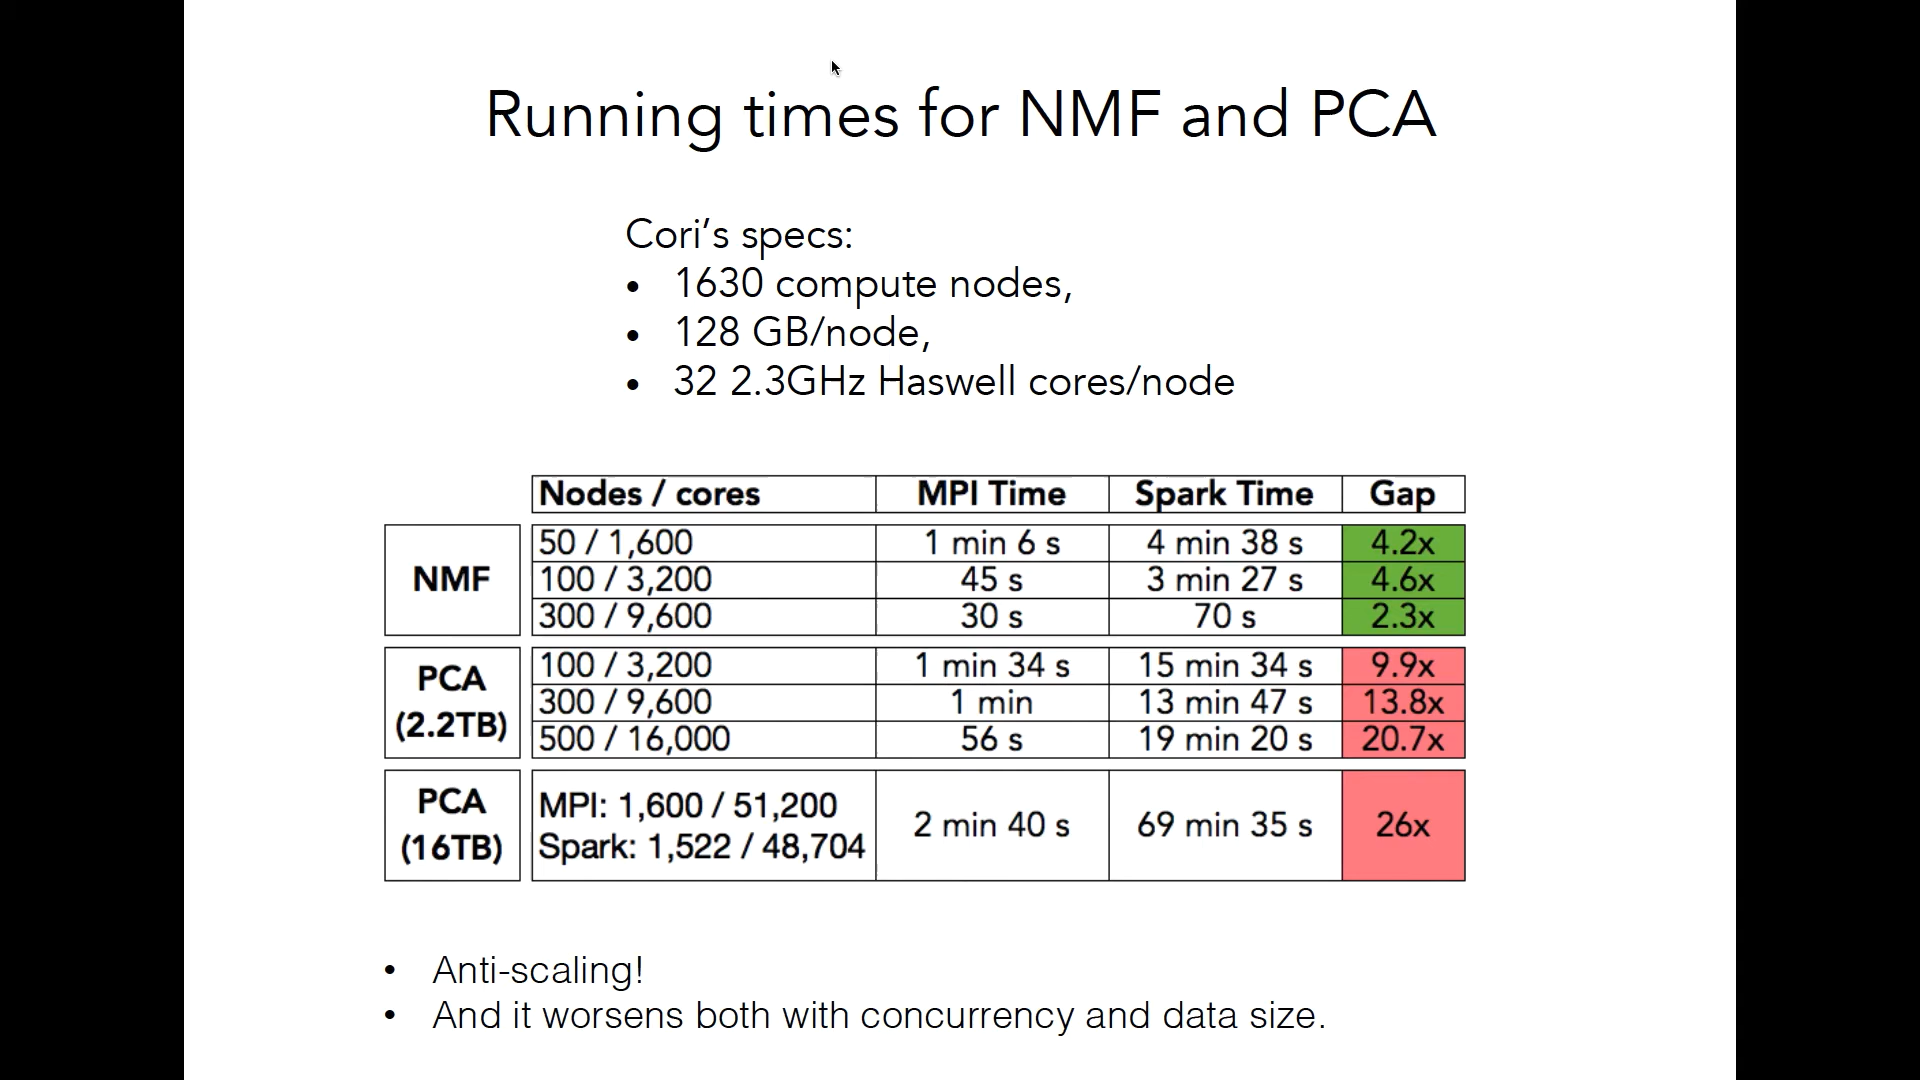 Running times for NMF and PCA
Cori's specs:
• 1630 compute nodes,
• 128 GB/node,
• 32 2.3GHz Haswell cores/node
Nodes / cores MPI Time Spark Time Gap
NMF
50 / 1,600 1 min 6 s 4 min 38 s 4.2x
100 / 3,200 45 s 3 min 27 s 4.6x
300 / 9,600 30 s 70 s 2.3x
PCA
(2.2TB)
100 / 3,200 1 min 34 s 15 min 34 s 9.9x
300 / 9,600 1 min 13 min 47 s 13.8x
500 / 16,000 56 s 19 min 20 s 20.7x
PCA
(16TB)
MPI: 1,600 / 51,200
Spark: 1,522 / 48,704
2 min 40 s 69 min 35 s 26x
• Anti-scaling!
• And it worsens both with concurrency and data size.